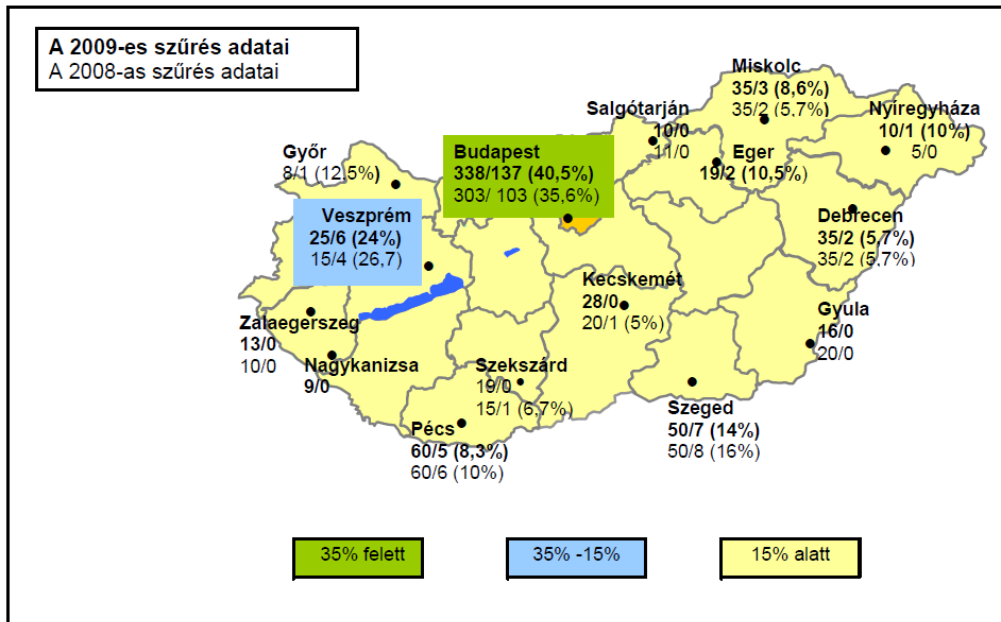 A 2009-es szűrés adatai
A 2008-as szűrés adatai
Miskolc
35/3 (8,6%)
35/2 (5,7%)
Salgótarján
10/0
11/0
Nyíregyháza
10/1 (10%)
5/0
Győr
8/1 (12,5%)
Budapest
338/137 (40,5%)
303/ 103 (35,6%)
Eger
19/2 (10,5%)
Veszprém
25/6 (24%)
15/4 (26,7)
Debrecen
35/2 (5,7%)
35/2 (5,7%)
Kecskemét
28/0
20/1 (5%)
Gyula
16/0
20/0
Zalaegerszeg
13/0
10/0
Nagykanizsa
9/0
Szekszárd
19/0
15/1 (6,7%)
Szeged
50/7 (14%)
50/8 (16%)
Pécs
60/5 (8,3%)
60/6 (10%)
35% felett
35% -15%
15% alatt